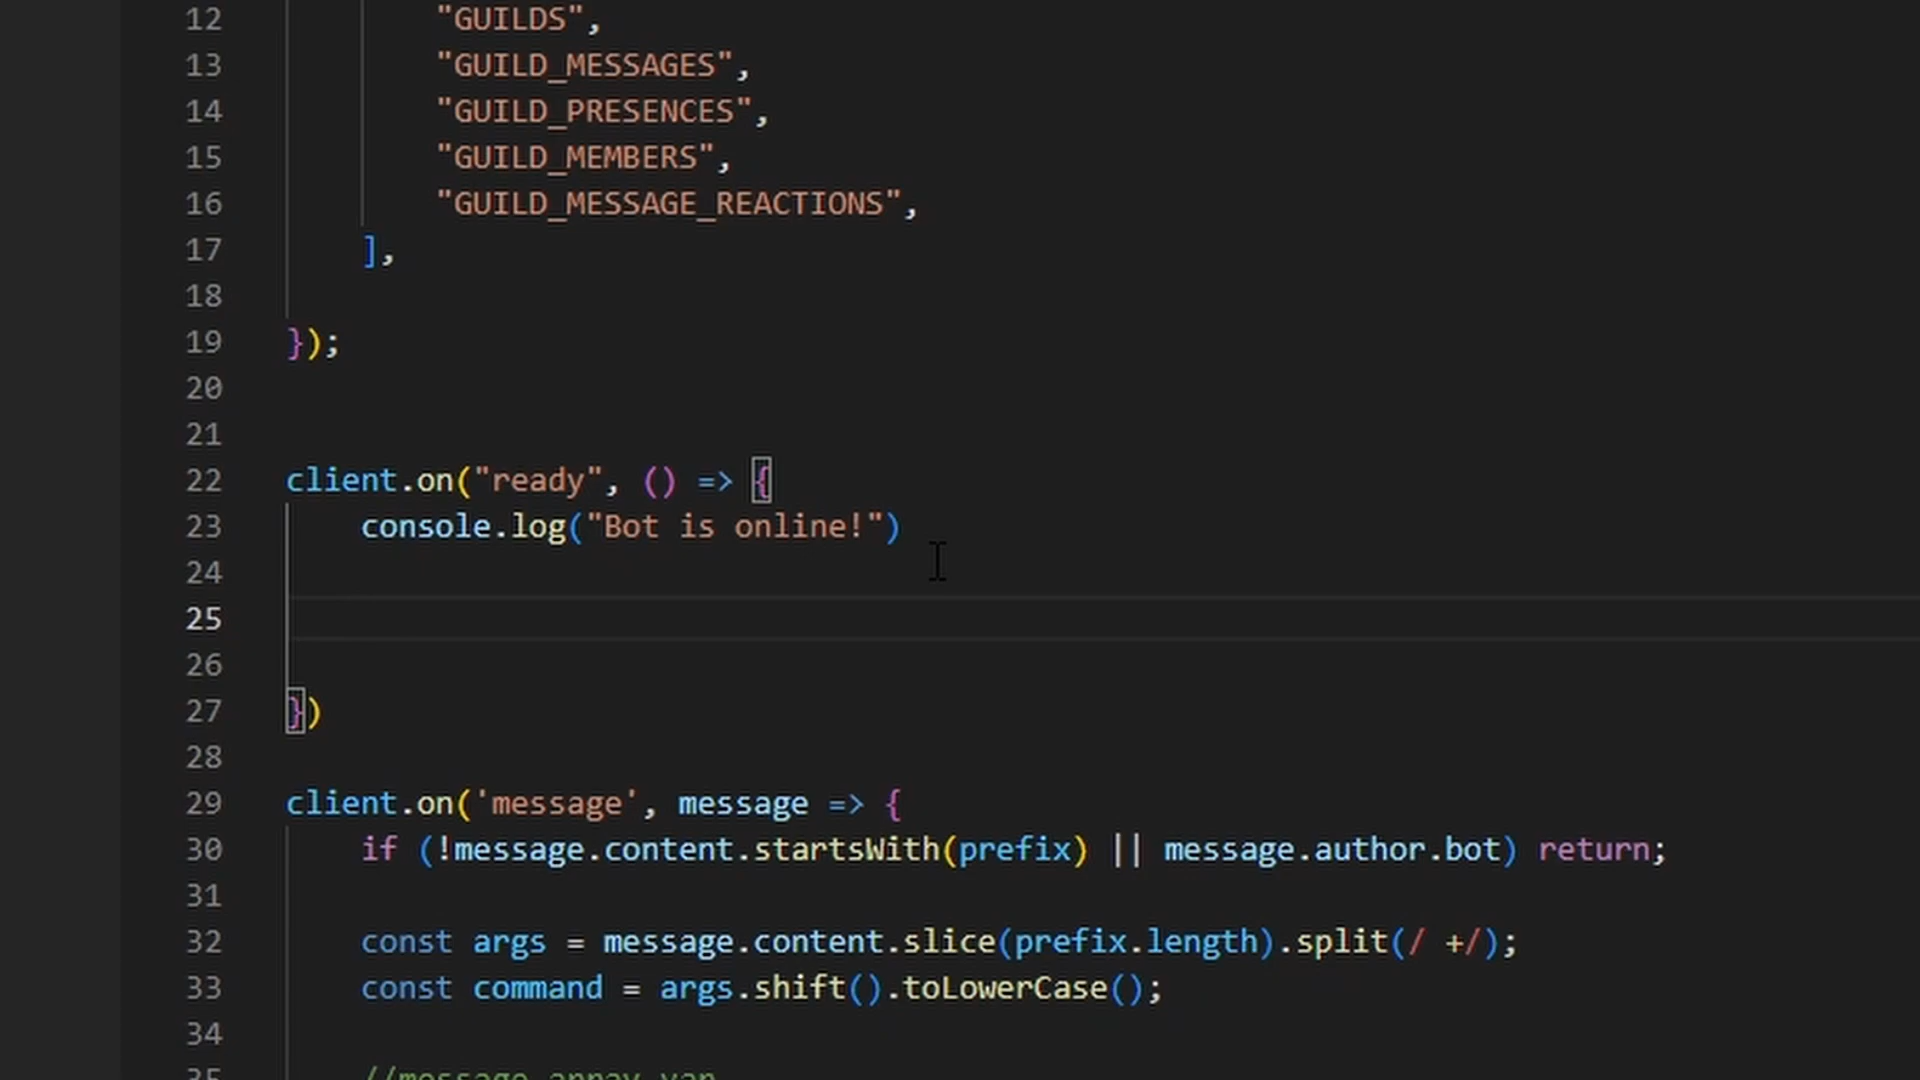 12 "GUILDS",
13 "GUILD_MESSAGES",
14 "GUILD_PRESENCES",
15 "GUILD_MEMBERS",
16 "GUILD_MESSAGE_REACTIONS",
17 ],
18
19 });
20
21
22 client.on("ready", () => {
23 console.log("Bot is online!")
24
25
26
27 })
28
29 client.on('message', message => {
30 if (!message.content.startsWith(prefix) || message.author.bot) return;
31
32 const args = message.content.slice(prefix.length).split(/ +/);
33 const command = args.shift().toLowerCase();
34
35 //message array